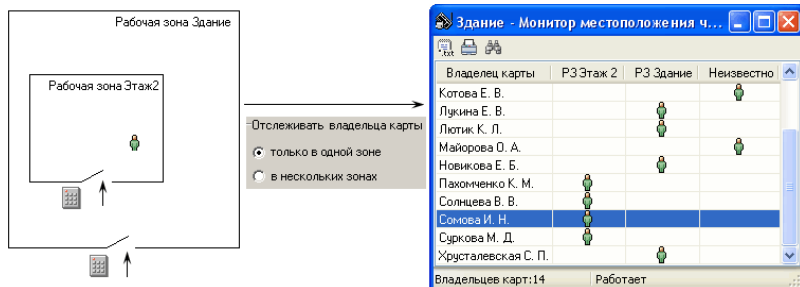 Рабочая зона Здание
Рабочая зона Этаж2
Отслеживать владельца карты
только в одной зоне
в нескольких зонах
Здание - Монитор местоположения ч...
.txt
Владелец карты РЗ Этаж 2 РЗ Здание Неизвестно
Котова Е. В.
Лукина Е. В.
Лютик К. Л.
Майорова О. А.
Новикова Е. Б.
Пахомченко К. М.
Солнцева В. В.
Сомова И. Н.
Суркова М. Д.
Хрусталевская С. П.
Владельцев карт:14 Работает